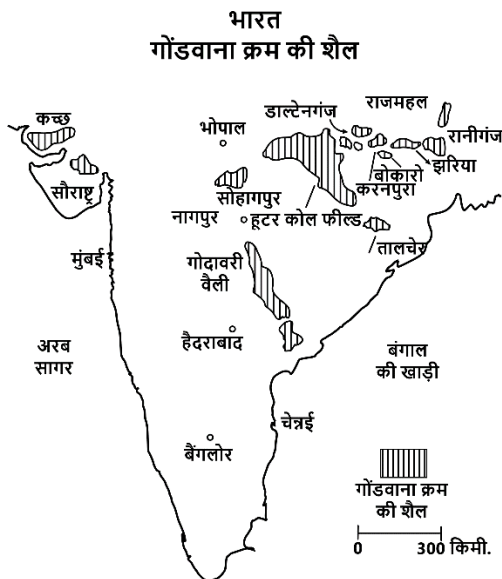 भारत
गोंडवाना क्रम की शैल
कच्छ
सौराष्ट्र
भोपाल
डाल्टेनगंज
राजमहल
रानीगंज
झरिया
बोकारो
करनपुरा
सोहागपुर
नागपुर
हूटर कोल फील्ड
तालचेर
मुंबई
गोदावरी
वैली
अरब
सागर
हैदराबाद
बंगाल
की खाड़ी
चेन्नई
बैंगलोर
गोंडवाना क्रम
की शैल
0 300 किमी.